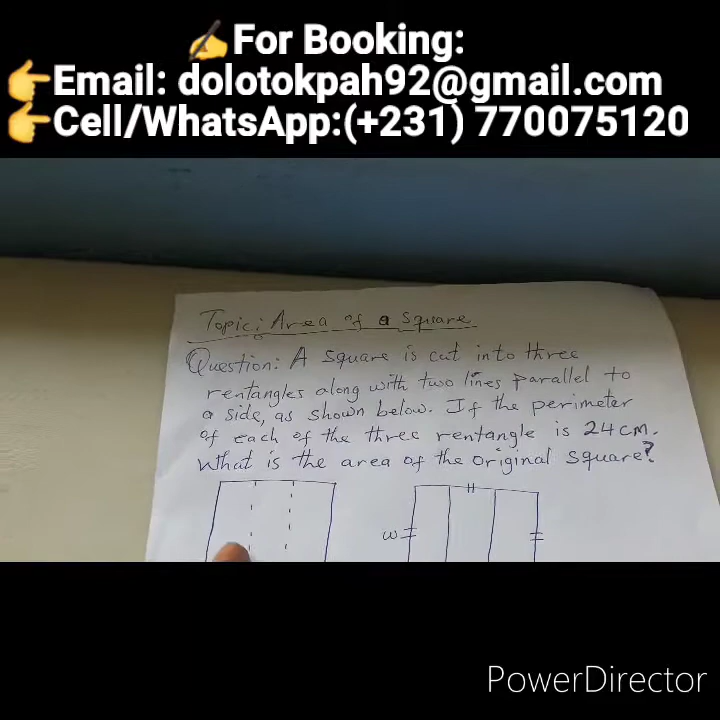 ✍️For Booking:
👉Email: dolotokpah92@gmail.com
👉Cell/WhatsApp:(+231) 770075120
Topic: Area of a square
Question: A square is cut into three
rentangles along with two lines parallel to
a side, as shown below. If the perimeter
of each of the three rentangle is 24cm.
What is the area of the original square?
w
PowerDirector